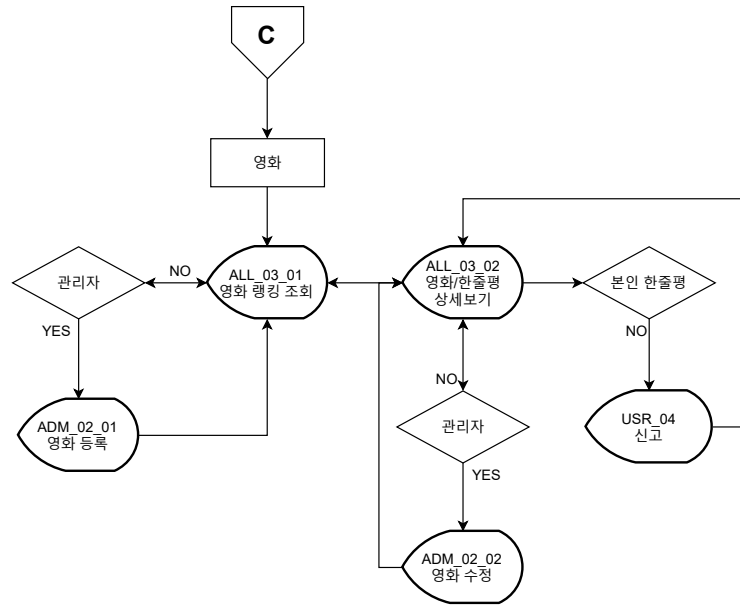 C
영화
관리자
NO
ALL_03_01
영화 랭킹 조회
ALL_03_02
영화/한줄평
상세보기
본인 한줄평
YES
NO
NO
ADM_02_01
영화 등록
관리자
USR_04
신고
YES
ADM_02_02
영화 수정